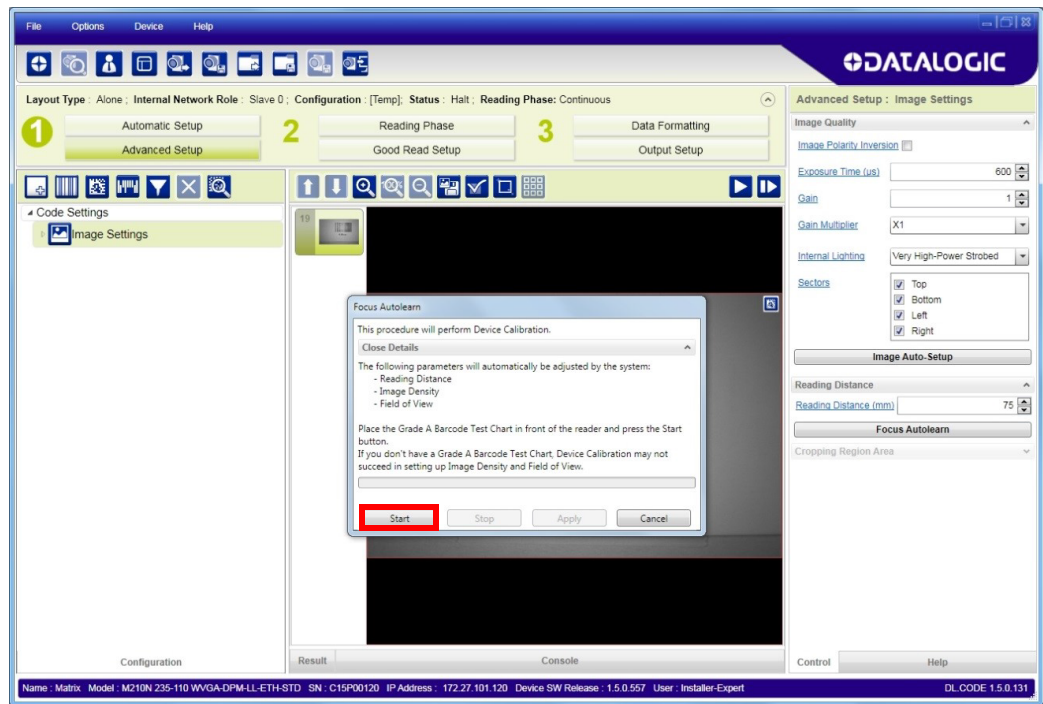 File Options Device Help
DATALOGIC
Layout Type : Alone ; Internal Network Role : Slave 0 ; Configuration : [Temp]; Status : Halt ; Reading Phase: Continuous
1 Automatic Setup 2 Reading Phase 3 Data Formatting
Advanced Setup Good Read Setup Output Setup
Code Settings
Image Settings
19
Focus Autolearn
This procedure will perform Device Calibration.
Close Details
The following parameters will automatically be adjusted by the system:
- Reading Distance
- Image Density
- Field of View
Place the Grade A Barcode Test Chart in front of the reader and press the Start
button.
If you don't have a Grade A Barcode Test Chart, Device Calibration may not
succeed in setting up Image Density and Field of View.
Start Stop Apply Cancel
Advanced Setup : Image Settings
Image Quality
Image Polarity Inversion
Exposure Time (µs) 600
Gain 1
Gain Multiplier X1
Internal Lighting Very High-Power Strobed
Sectors Top
Bottom
Left
Right
Image Auto-Setup
Reading Distance
Reading Distance (mm) 75
Focus Autolearn
Cropping Region Area
Configuration Result Console Control Help
Name : Matrix Model : M210N 235-110 WVGA-DPM-LL-ETH-STD SN : C15P00120 IP Address : 172.27.101.120 Device SW Release : 1.5.0.557 User : Installer-Expert DL.CODE 1.5.0.131